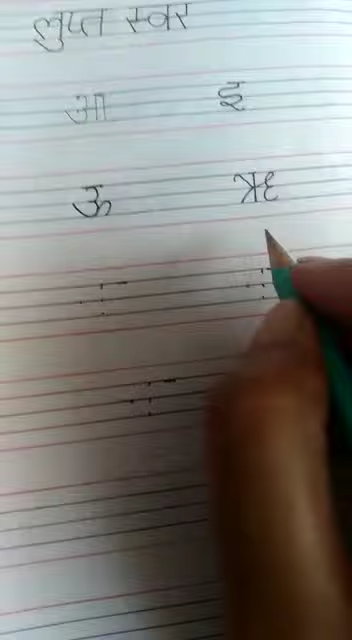 लुप्त स्वर
आ इ
ऊ ऋ